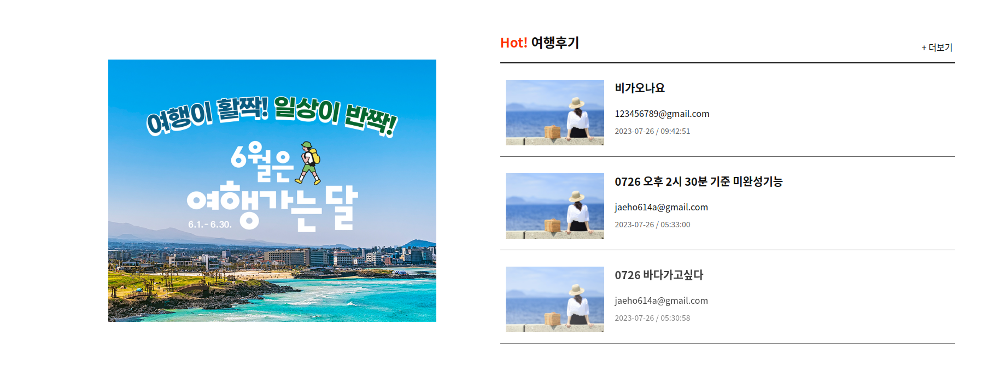 여행이 활짝! 일상이 반짝!
6월은
여행가는 달
6.1. - 6.30.
Hot! 여행후기
+ 더보기
비가오나요
123456789@gmail.com
2023-07-26 / 09:42:51
0726 오후 2시 30분 기준 미완성기능
jaeho614a@gmail.com
2023-07-26 / 05:33:00
0726 바다가고싶다
jaeho614a@gmail.com
2023-07-26 / 05:30:58